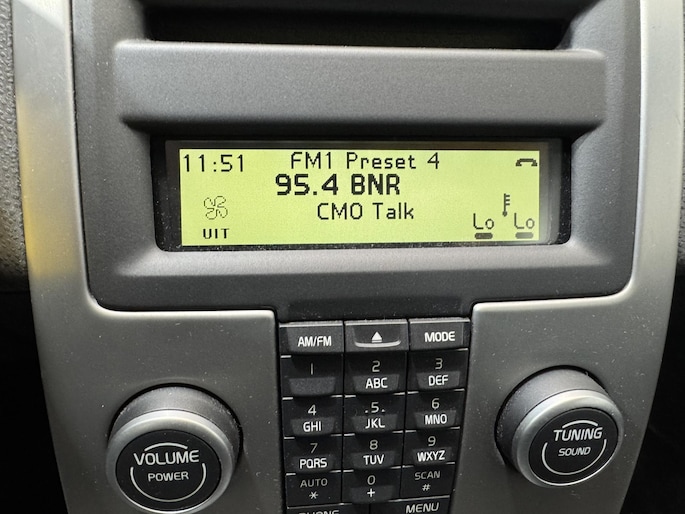 11:51 FM1 Preset 4
95.4 BNR
CMO Talk
UIT Lo Lo
AM/FM MODE
1 2 ABC 3 DEF
4 GHI .5. JKL 6 MNO
7 PQRS 8 TUV 9 WXYZ
AUTO * 0 + SCAN #
PHONE MENU
VOLUME
POWER
TUNING
SOUND